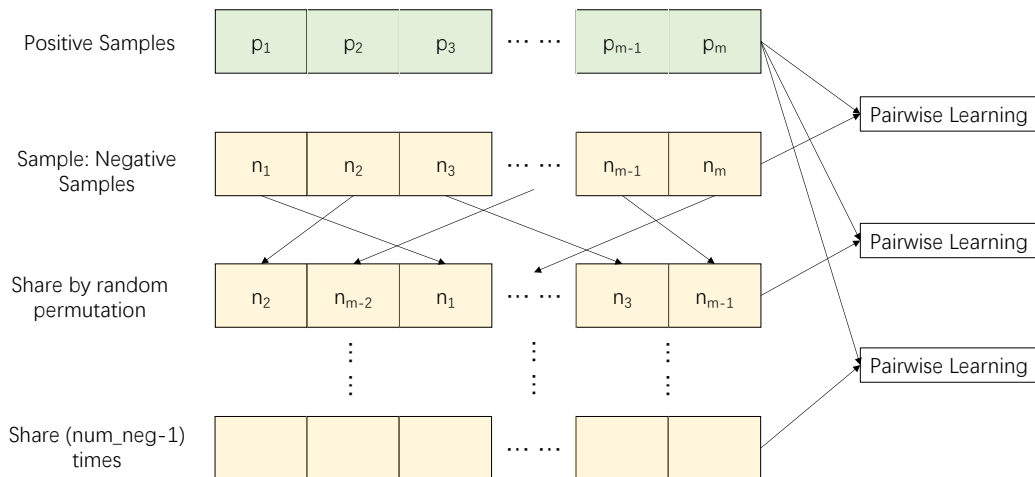 Positive Samples
p1 p2 p3 ... ... pm-1 pm
Pairwise Learning
Sample: Negative
Samples
n1 n2 n3 ... ... nm-1 nm
Pairwise Learning
Share by random
permutation
n2 nm-2 n1 ... ... n3 nm-1
Pairwise Learning
Share (num_neg-1)
times
... ...